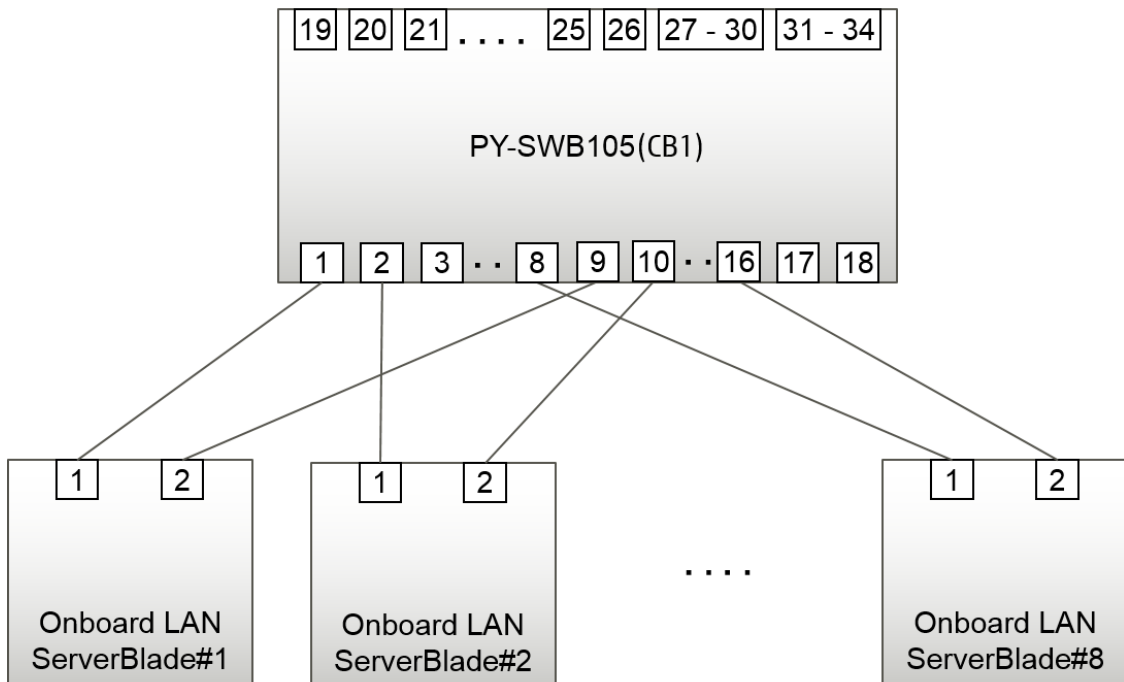 19 20 21 .... 25 26 27 - 30 31 - 34
PY-SWB105(CB1)
1 2 3 .. 8 9 10 .. 16 17 18
1 2 1 2 1 2
....
Onboard LAN
ServerBlade#1
Onboard LAN
ServerBlade#2
Onboard LAN
ServerBlade#8